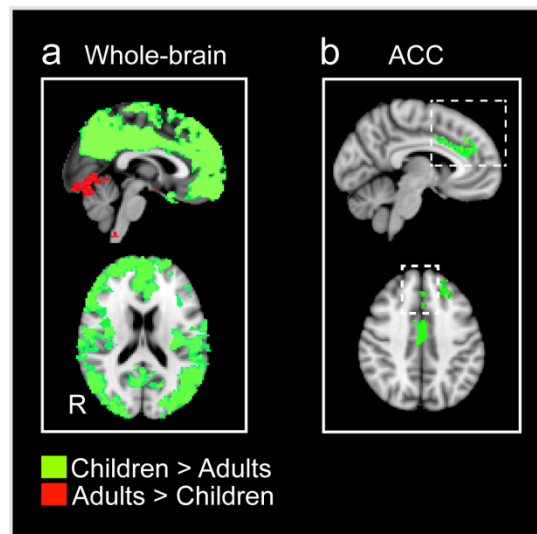 a Whole-brain
b ACC
R
Children > Adults
Adults > Children